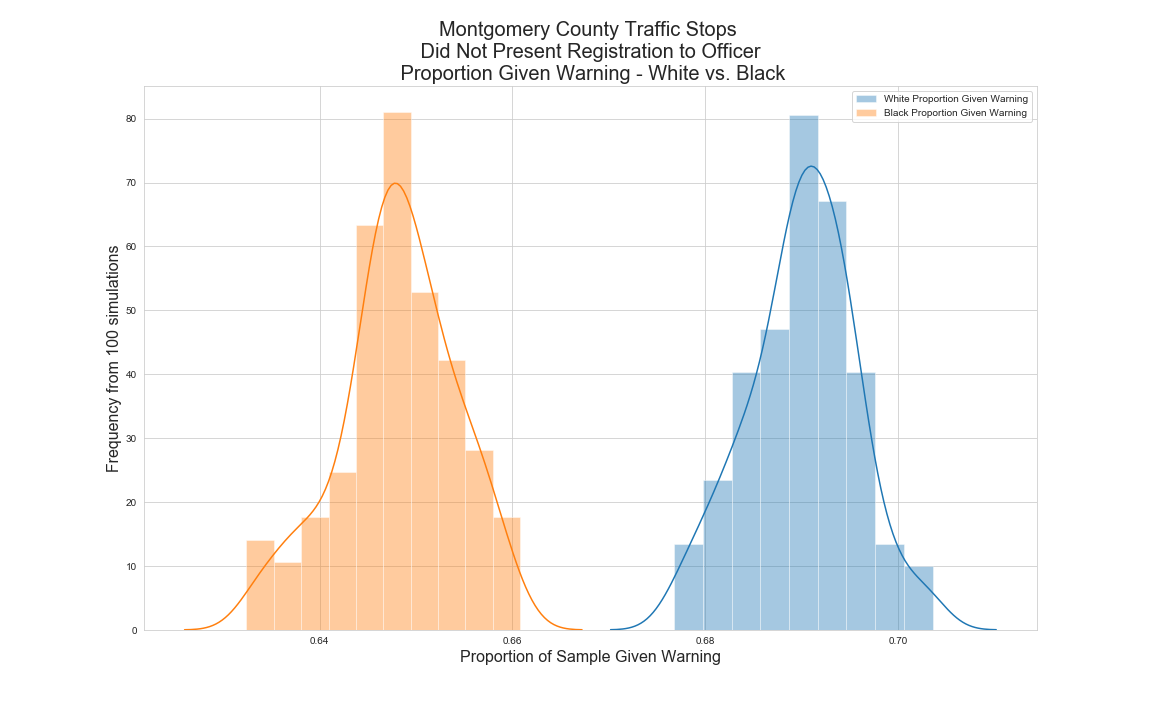 Montgomery County Traffic Stops
Did Not Present Registration to Officer
Proportion Given Warning - White vs. Black
White Proportion Given Warning
Black Proportion Given Warning
Frequency from 100 simulations
80
70
60
50
40
30
20
10
0
0.64
0.66
0.68
0.70
Proportion of Sample Given Warning